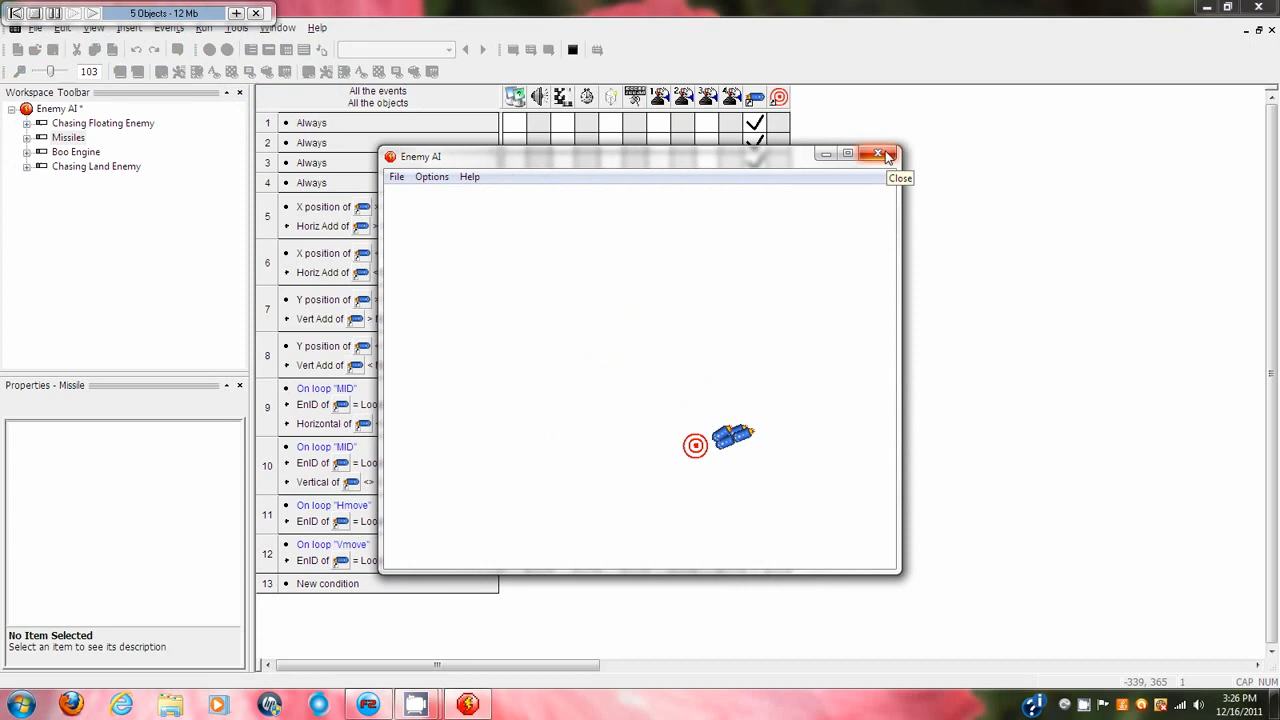 5 Objects - 12 Mb
File Edit View Insert Events Run Tools Window Help
103
Workspace Toolbar
Enemy AI *
Chasing Floating Enemy
Missiles
Boo Engine
Chasing Land Enemy
Properties - Missile
No Item Selected
Select an item to see its description
All the events
All the objects
1 Always
2 Always
3 Always
4 Always
5 X position of
Horiz Add of
6 X position of
Horiz Add of <
7 Y position of
Vert Add of >
8 Y position of
Vert Add of <
9 On loop "MID"
EnID of = Loo
Horizontal of
10 On loop "MID"
EnID of = Loo
Vertical of <>
11 On loop "Hmove"
EnID of = Loo
12 On loop "Vmove"
EnID of = Loo
13 New condition
Enemy AI
File Options Help
Close
-339, 365 1 CAP NUM
3:26 PM
12/16/2011